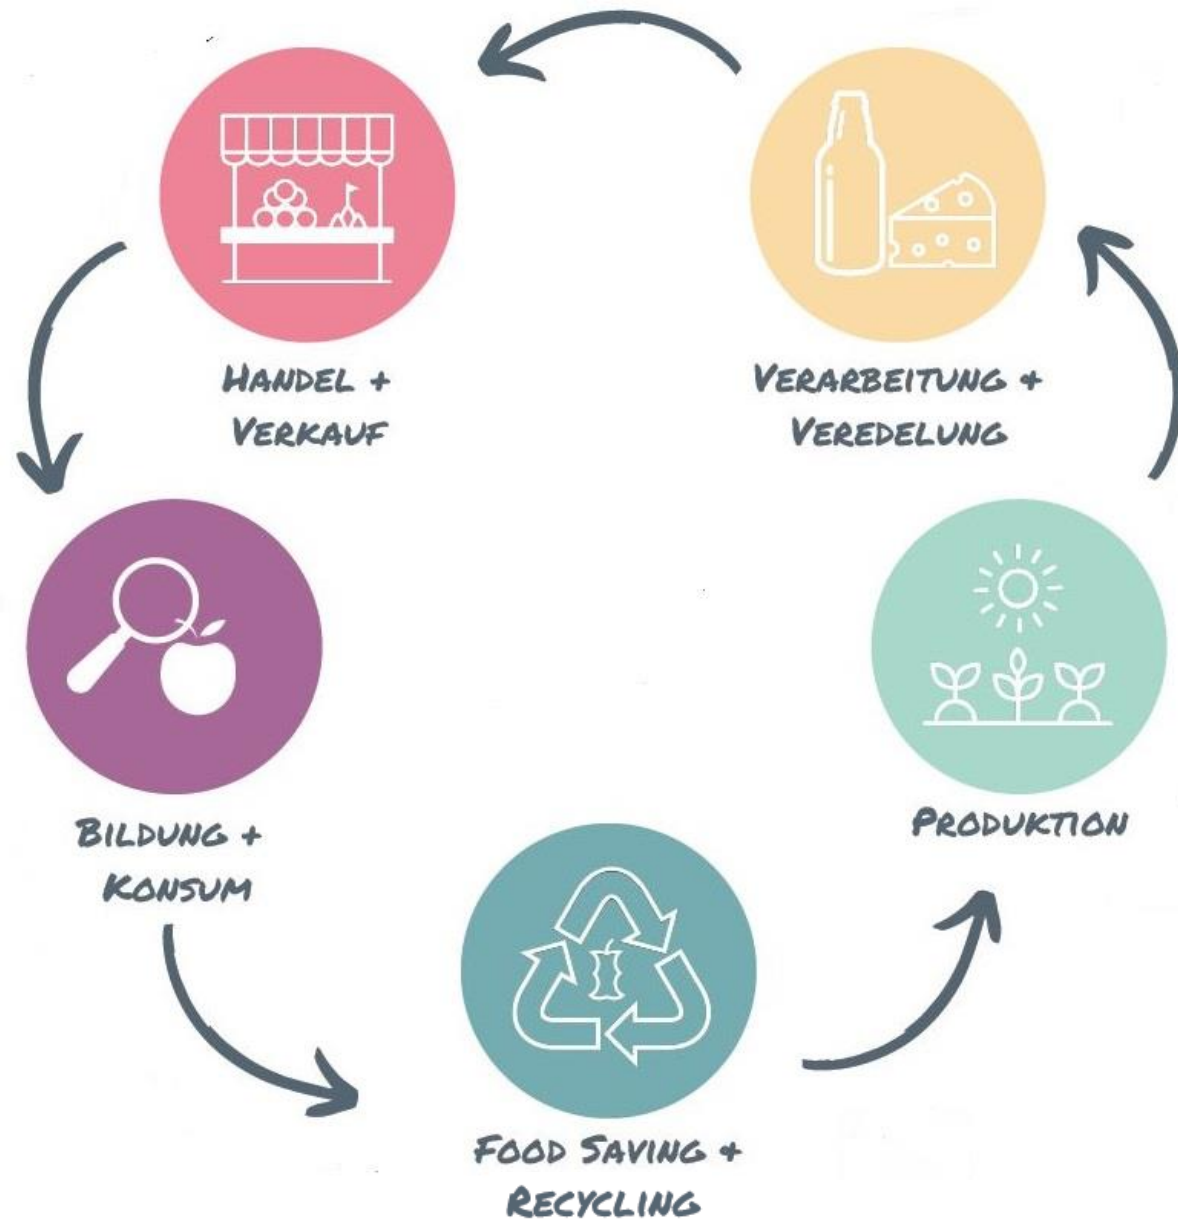 HANDEL +
VERKAUF
VERARBEITUNG +
VEREDELUNG
BILDUNG +
KONSUM
PRODUKTION
FOOD SAVING +
RECYCLING